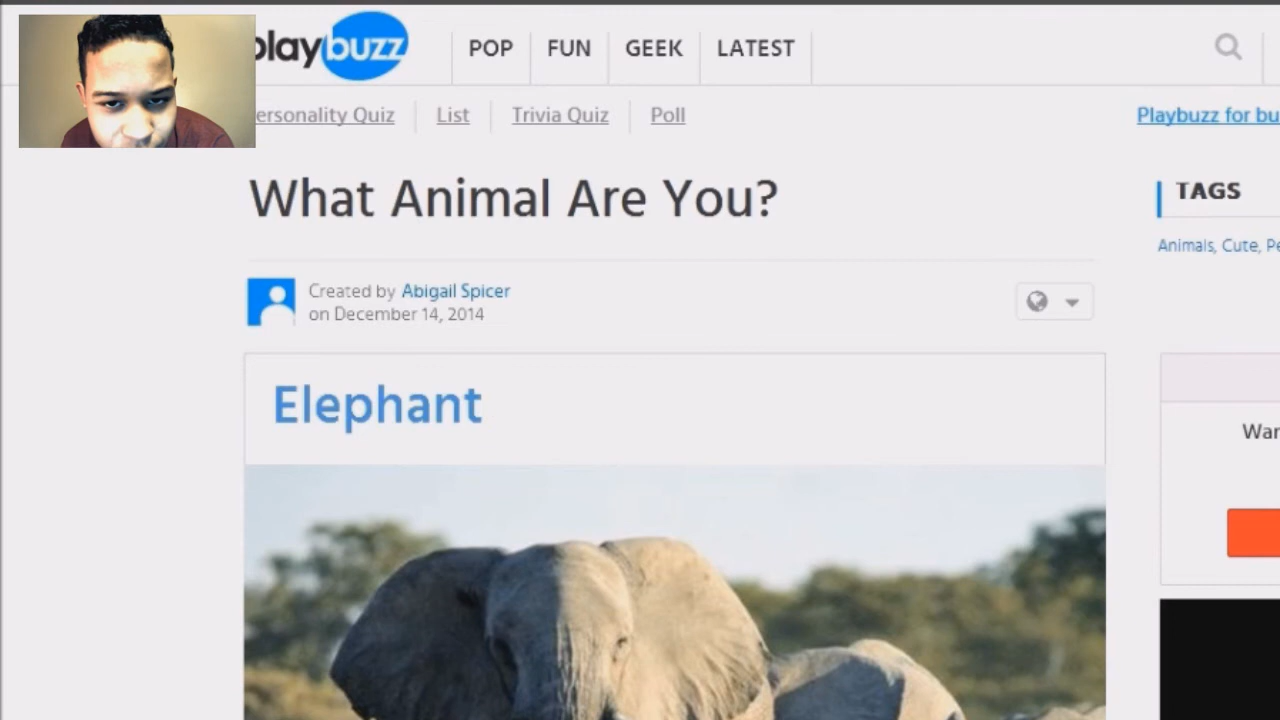 playbuzz
POP FUN GEEK LATEST
ersonality Quiz List Trivia Quiz Poll
Playbuzz for bu
What Animal Are You?
TAGS
Animals, Cute, Pe
Created by Abigail Spicer
on December 14, 2014
Elephant
War